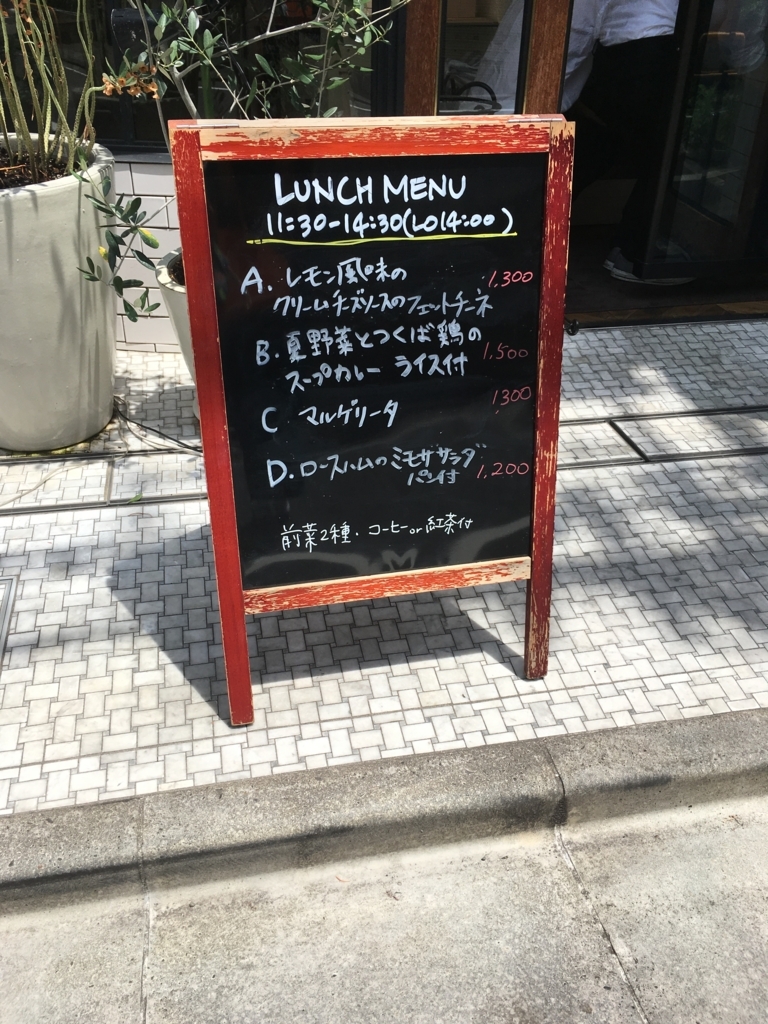 LUNCH MENU
11:30-14:30(LO14:00)
A. レモン風味の
クリームチーズソースのフェットチーネ 1,300
B. 夏野菜とつくば鶏の
スープカレー ライス付 1,500
C マルゲリータ 1,300
D. ロースハムのミモザサラダ
パン付 1,200
前菜2種・コーヒーor紅茶付